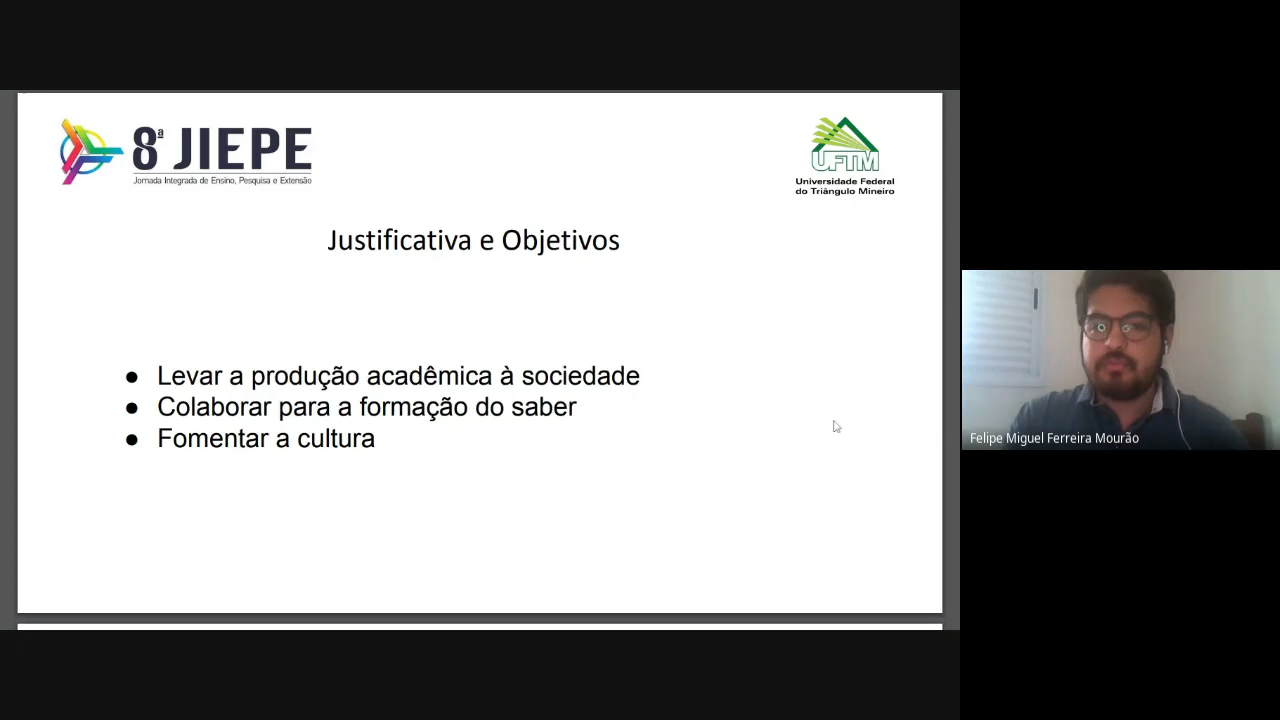 8ª JIEPE
Jornada Integrada de Ensino, Pesquisa e Extensão
UFTM
Universidade Federal
do Triângulo Mineiro
Justificativa e Objetivos
● Levar a produção acadêmica à sociedade
● Colaborar para a formação do saber
● Fomentar a cultura
Felipe Miguel Ferreira Mourão